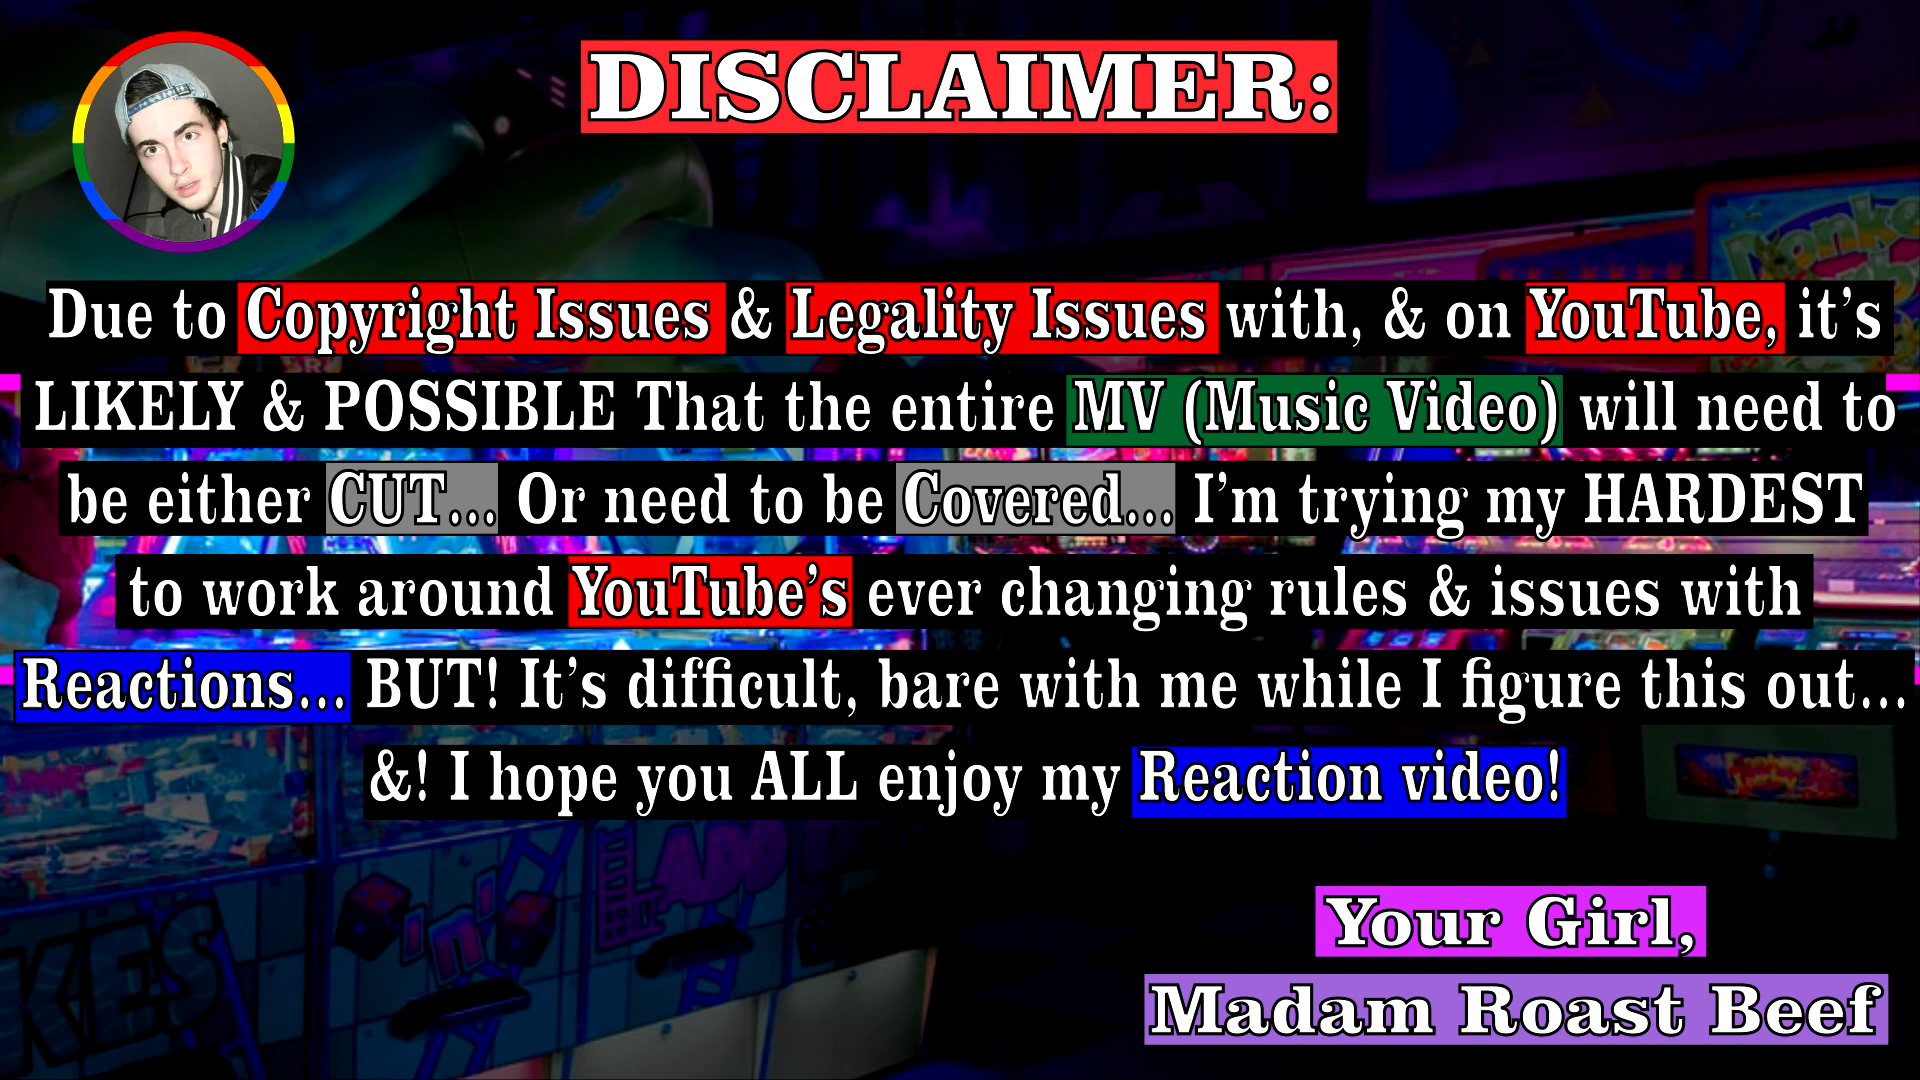 DISCLAIMER:
Due to Copyright Issues & Legality Issues with, & on YouTube, it's
LIKELY & POSSIBLE That the entire MV (Music Video) will need to
be either CUT... Or need to be Covered... I'm trying my HARDEST
to work around YouTube's ever changing rules & issues with
Reactions... BUT! It's difficult, bare with me while I figure this out...
&! I hope you ALL enjoy my Reaction video!
Your Girl,
Madam Roast Beef